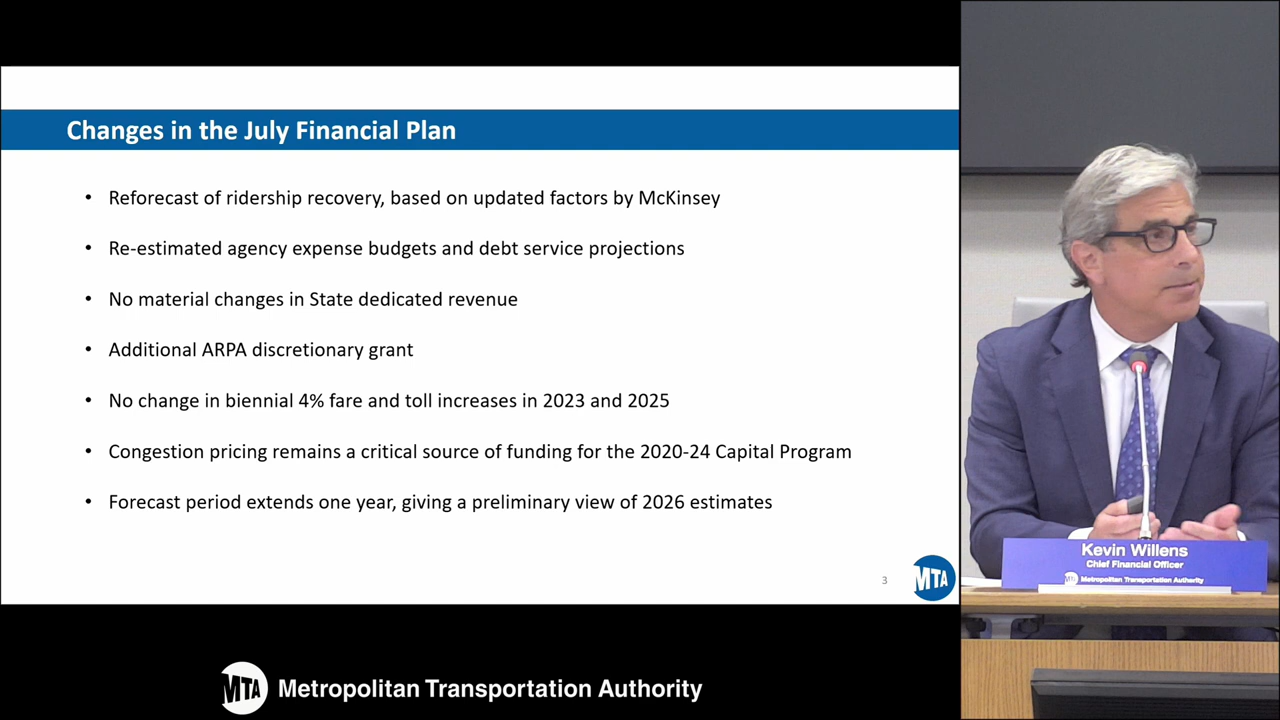 Changes in the July Financial Plan
• Reforecast of ridership recovery, based on updated factors by McKinsey
• Re-estimated agency expense budgets and debt service projections
• No material changes in State dedicated revenue
• Additional ARPA discretionary grant
• No change in biennial 4% fare and toll increases in 2023 and 2025
• Congestion pricing remains a critical source of funding for the 2020-24 Capital Program
• Forecast period extends one year, giving a preliminary view of 2026 estimates
3
MTA
Kevin Willens
Chief Financial Officer
MTA Metropolitan Transportation Authority
MTA Metropolitan Transportation Authority